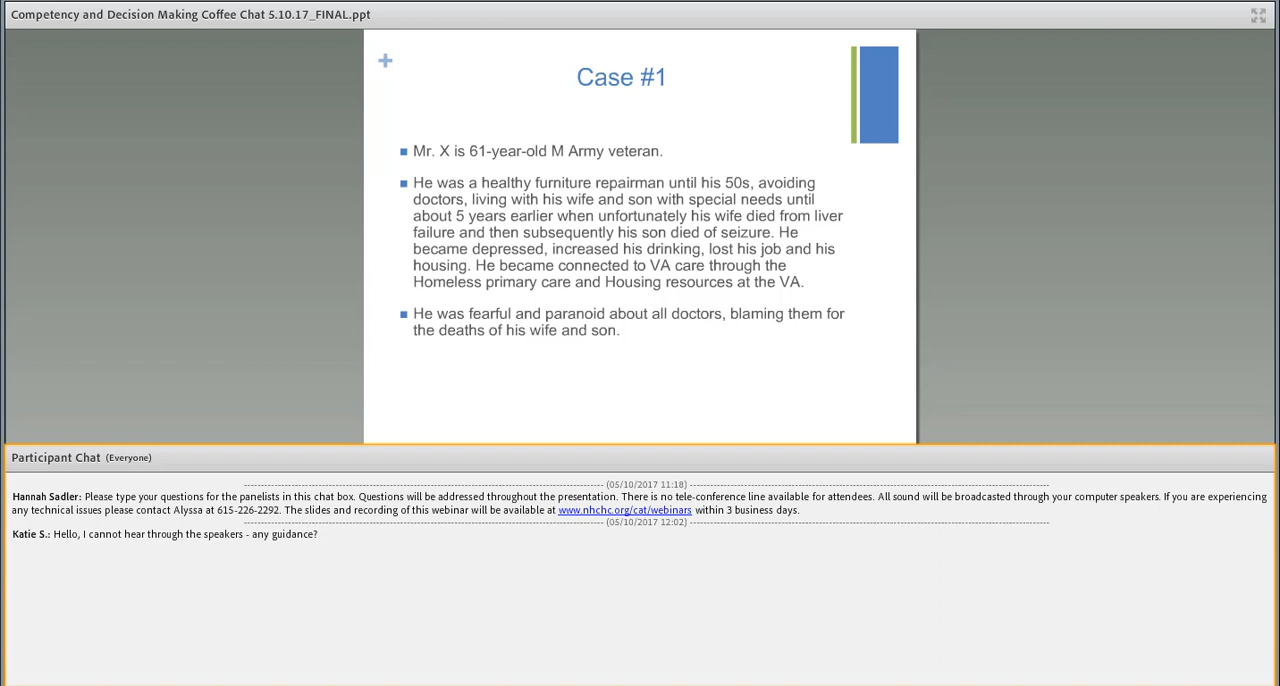 Competency and Decision Making Coffee Chat 5.10.17_FINAL.ppt
Case #1
Mr. X is 61-year-old M Army veteran.
He was a healthy furniture repairman until his 50s, avoiding
doctors, living with his wife and son with special needs until
about 5 years earlier when unfortunately his wife died from liver
failure and then subsequently his son died of seizure. He
became depressed, increased his drinking, lost his job and his
housing. He became connected to VA care through the
Homeless primary care and Housing resources at the VA.
He was fearful and paranoid about all doctors, blaming them for
the deaths of his wife and son.
Participant Chat (Everyone)
(05/10/2017 11:18)
Hannah Sadler: Please type your questions for the panelists in this chat box. Questions will be addressed throughout the presentation. There is no tele-conference line available for attendees. All sound will be broadcasted through your computer speakers. If you are experiencing
any technical issues please contact Alyssa at 615-226-2292. The slides and recording of this webinar will be available at www.nhchc.org/cat/webinars within 3 business days.
(05/10/2017 12:02)
Katie S.: Hello, I cannot hear through the speakers - any guidance?